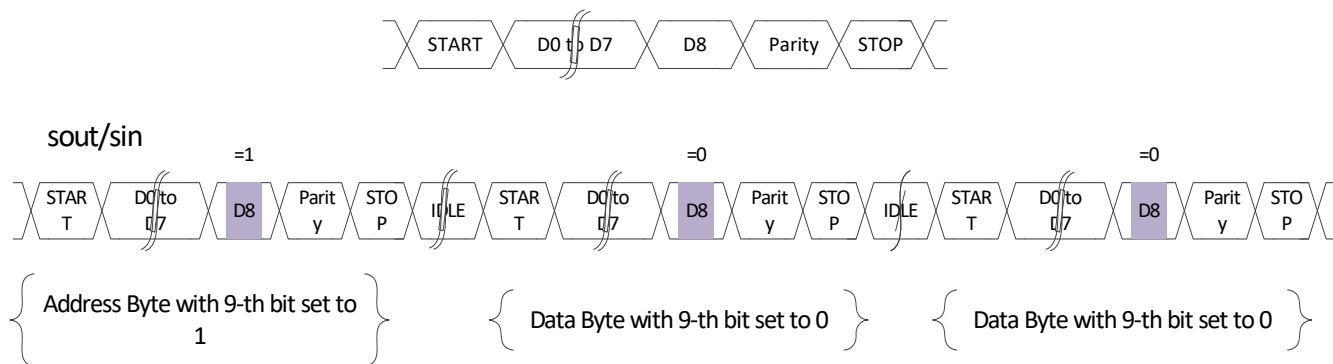 START D0 to D7 D8 Parity STOP
sout/sin
=1 =0 =0
STAR D0 to D8 Parit STO IDLE STAR D0 to D8 Parit STO IDLE STAR D0 to D8 Parit STO
T D7 y P T D7 y P T D7 y P
Address Byte with 9-th bit set to
1
Data Byte with 9-th bit set to 0
Data Byte with 9-th bit set to 0